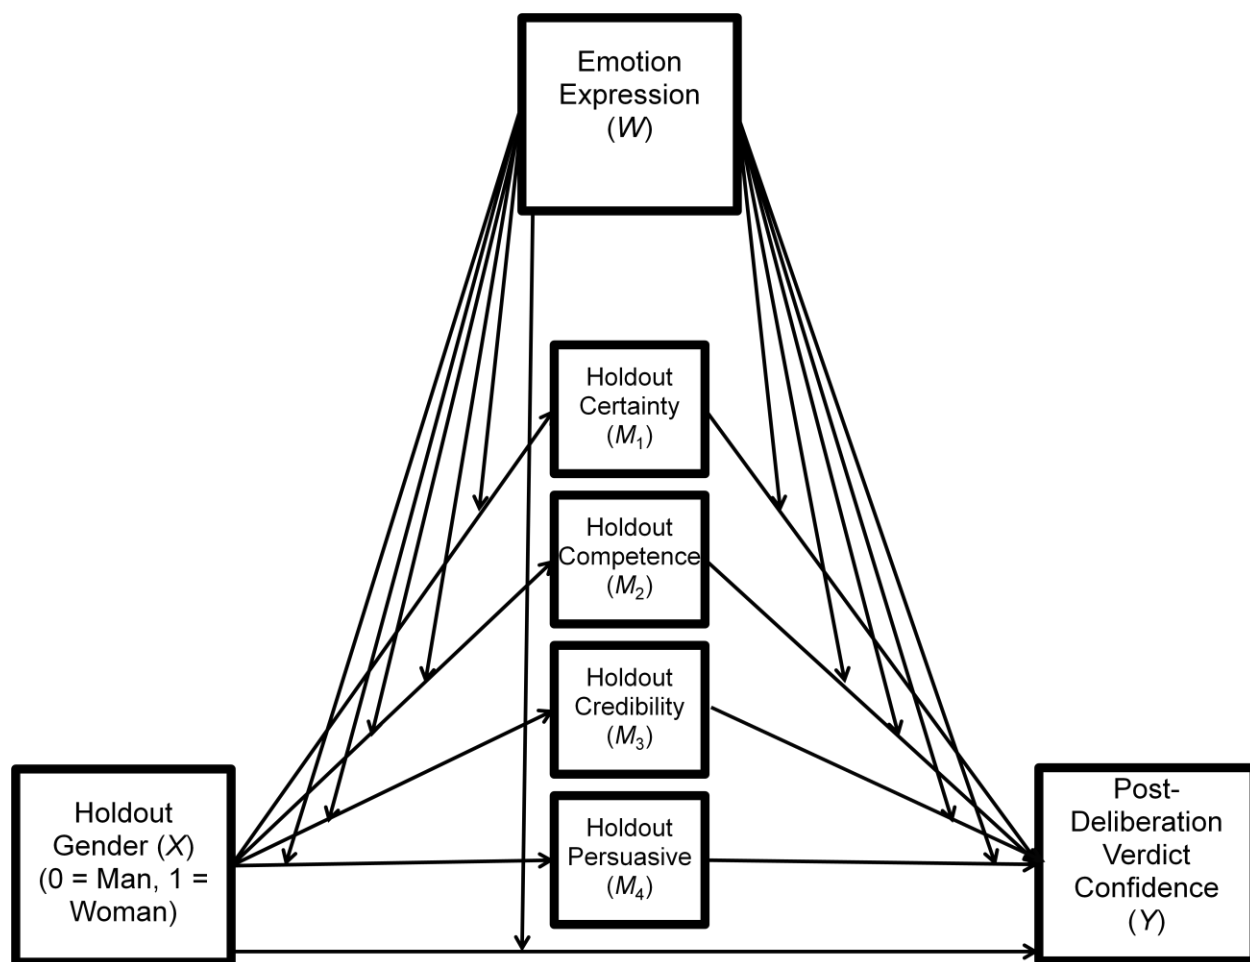 Emotion
Expression
(W)
Holdout
Certainty
(M1)
Holdout
Competence
(M2)
Holdout
Credibility
(M3)
Holdout
Persuasive
(M4)
Holdout
Gender (X)
(0 = Man, 1 =
Woman)
Post-
Deliberation
Verdict
Confidence
(Y)